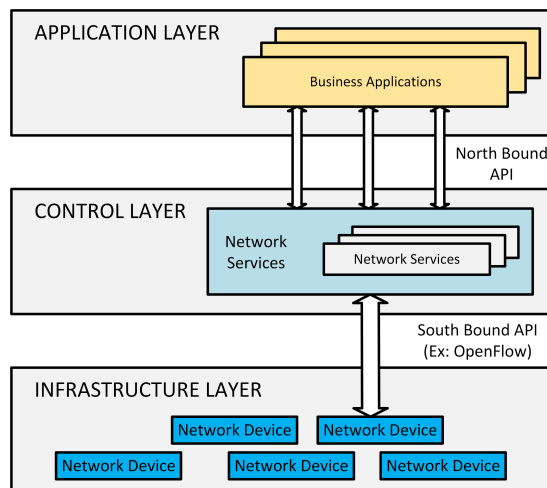 APPLICATION LAYER
Business Applications
North Bound
API
CONTROL LAYER
Network
Services
Network Services
South Bound API
(Ex: OpenFlow)
INFRASTRUCTURE LAYER
Network Device
Network Device
Network Device
Network Device
Network Device